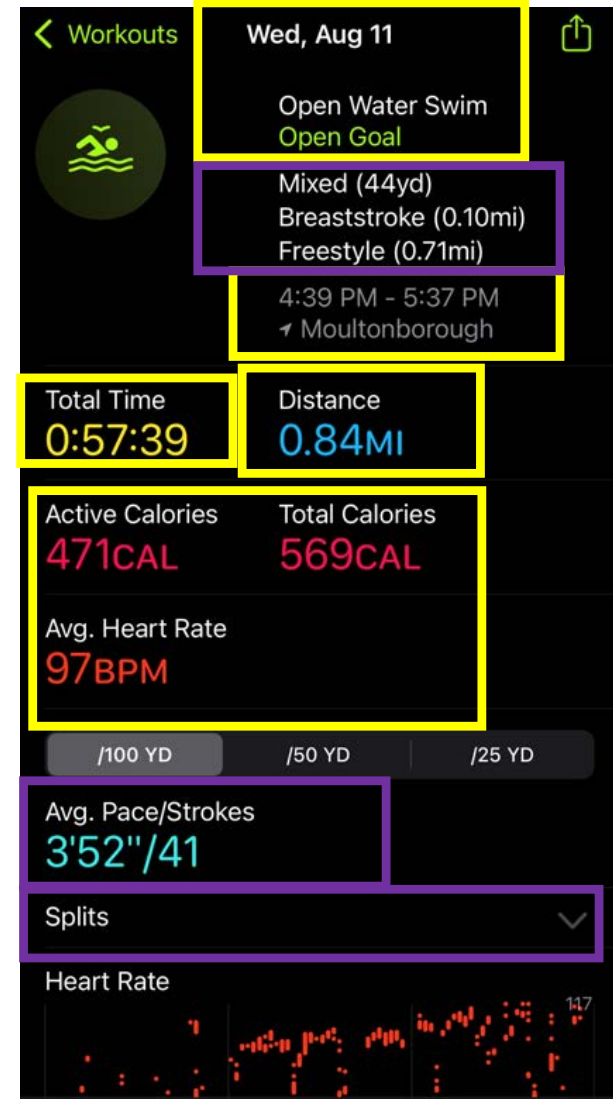 Workouts
Wed, Aug 11
Open Water Swim
Open Goal
Mixed (44yd)
Breaststroke (0.10mi)
Freestyle (0.71mi)
4:39 PM - 5:37 PM
Moultonborough
Total Time Distance
0:57:39 0.84MI
Active Calories Total Calories
471CAL 569CAL
Avg. Heart Rate
97BPM
/100 YD /50 YD /25 YD
Avg. Pace/Strokes
3'52"/41
Splits
Heart Rate
117